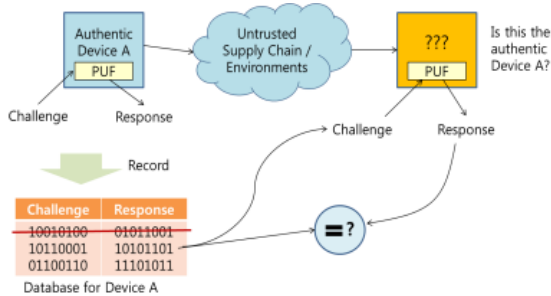 Authentic
Device A
PUF
Challenge
Response
Untrusted
Supply Chain /
Environments
???
PUF
Is this the
authentic
Device A?
Challenge
Response
Record
Challenge Response
10010100 01011001
10110001 10101101
01100110 11101011
Database for Device A
=?